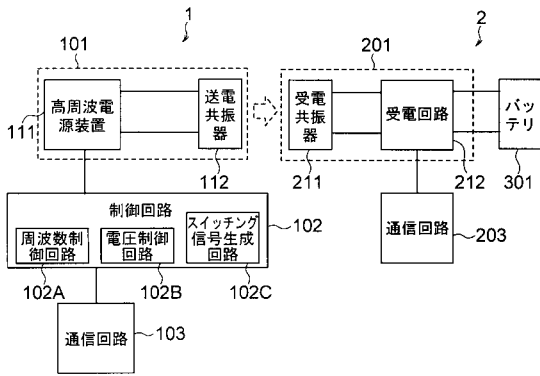 1
2
101
201
111
高周波電
源装置
送電
共振
器
112
受電
共振
器
211
受電回路
212
バッ
テリ
301
制御回路
102
周波数制
御回路
102A
電圧制御
回路
102B
スイッチング
信号生成
回路
102C
通信回路
203
通信回路
103